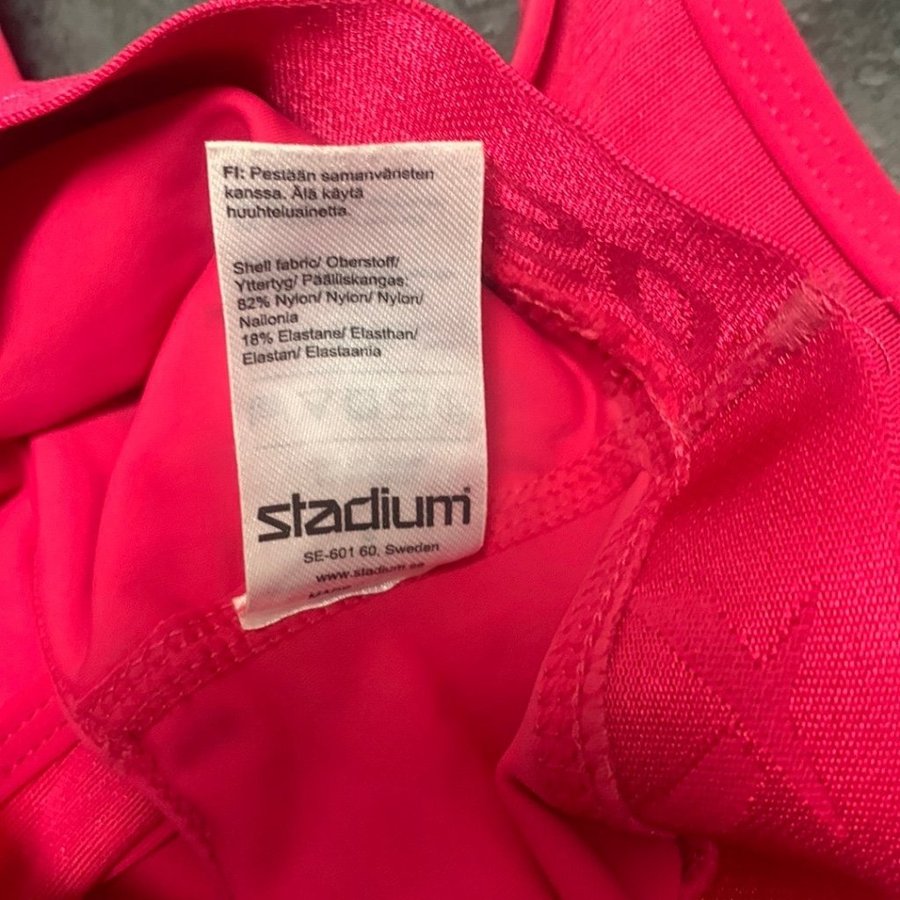 FI: Pestään samanväristen
kanssa. Älä käytä
huuhteluainetta.
Shell fabric/ Oberstoff/
Yttertyg/ Päälliskangas:
82% Nylon/ Nylon/ Nylon/
Nailonia
18% Elastane/ Elasthan/
Elastan/ Elastaania
stadium
SE-601 60, Sweden
www.stadium.se